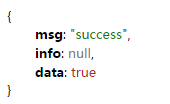 {
    msg: "success",
    info: null,
    data: true
}